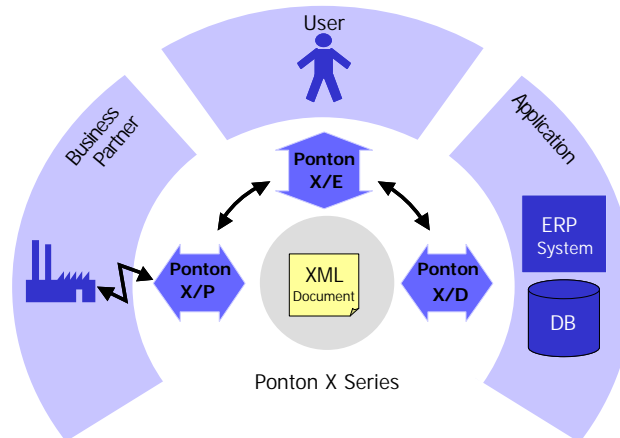 User
Business
Partner
Application
Ponton
X/E
Ponton
X/P
XML
Document
Ponton
X/D
ERP
System
DB
Ponton X Series